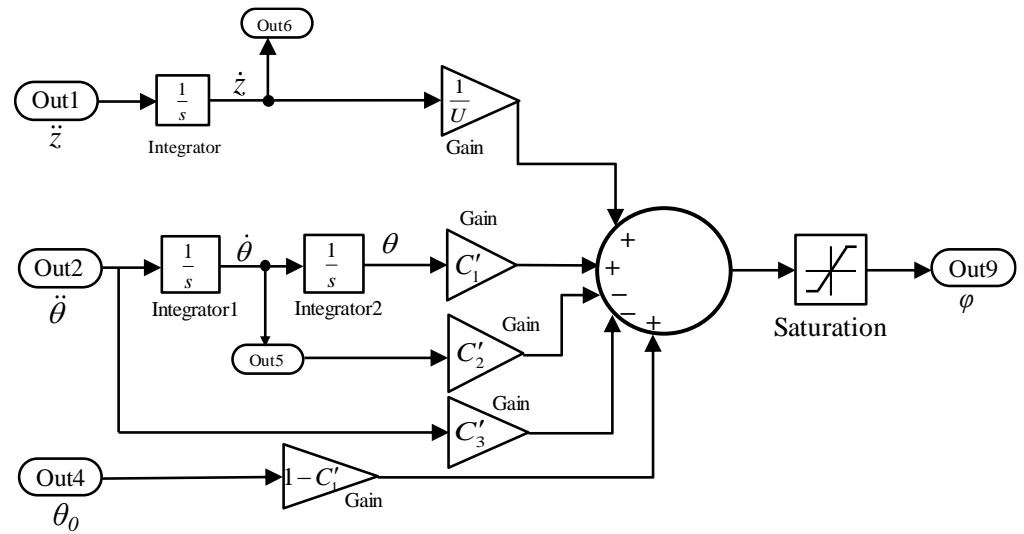 Out6
ż
Out1
1
s
1
U
z̈
Integrator
Gain
Gain
+
Out2
1
s
θ̇
1
s
θ
C′₁
+
Out9
θ̈
Integrator1
Integrator2
−
φ
Gain
−
+
Saturation
Out5
C′₂
Gain
C′₃
Out4
1−C′₁
Gain
θ₀